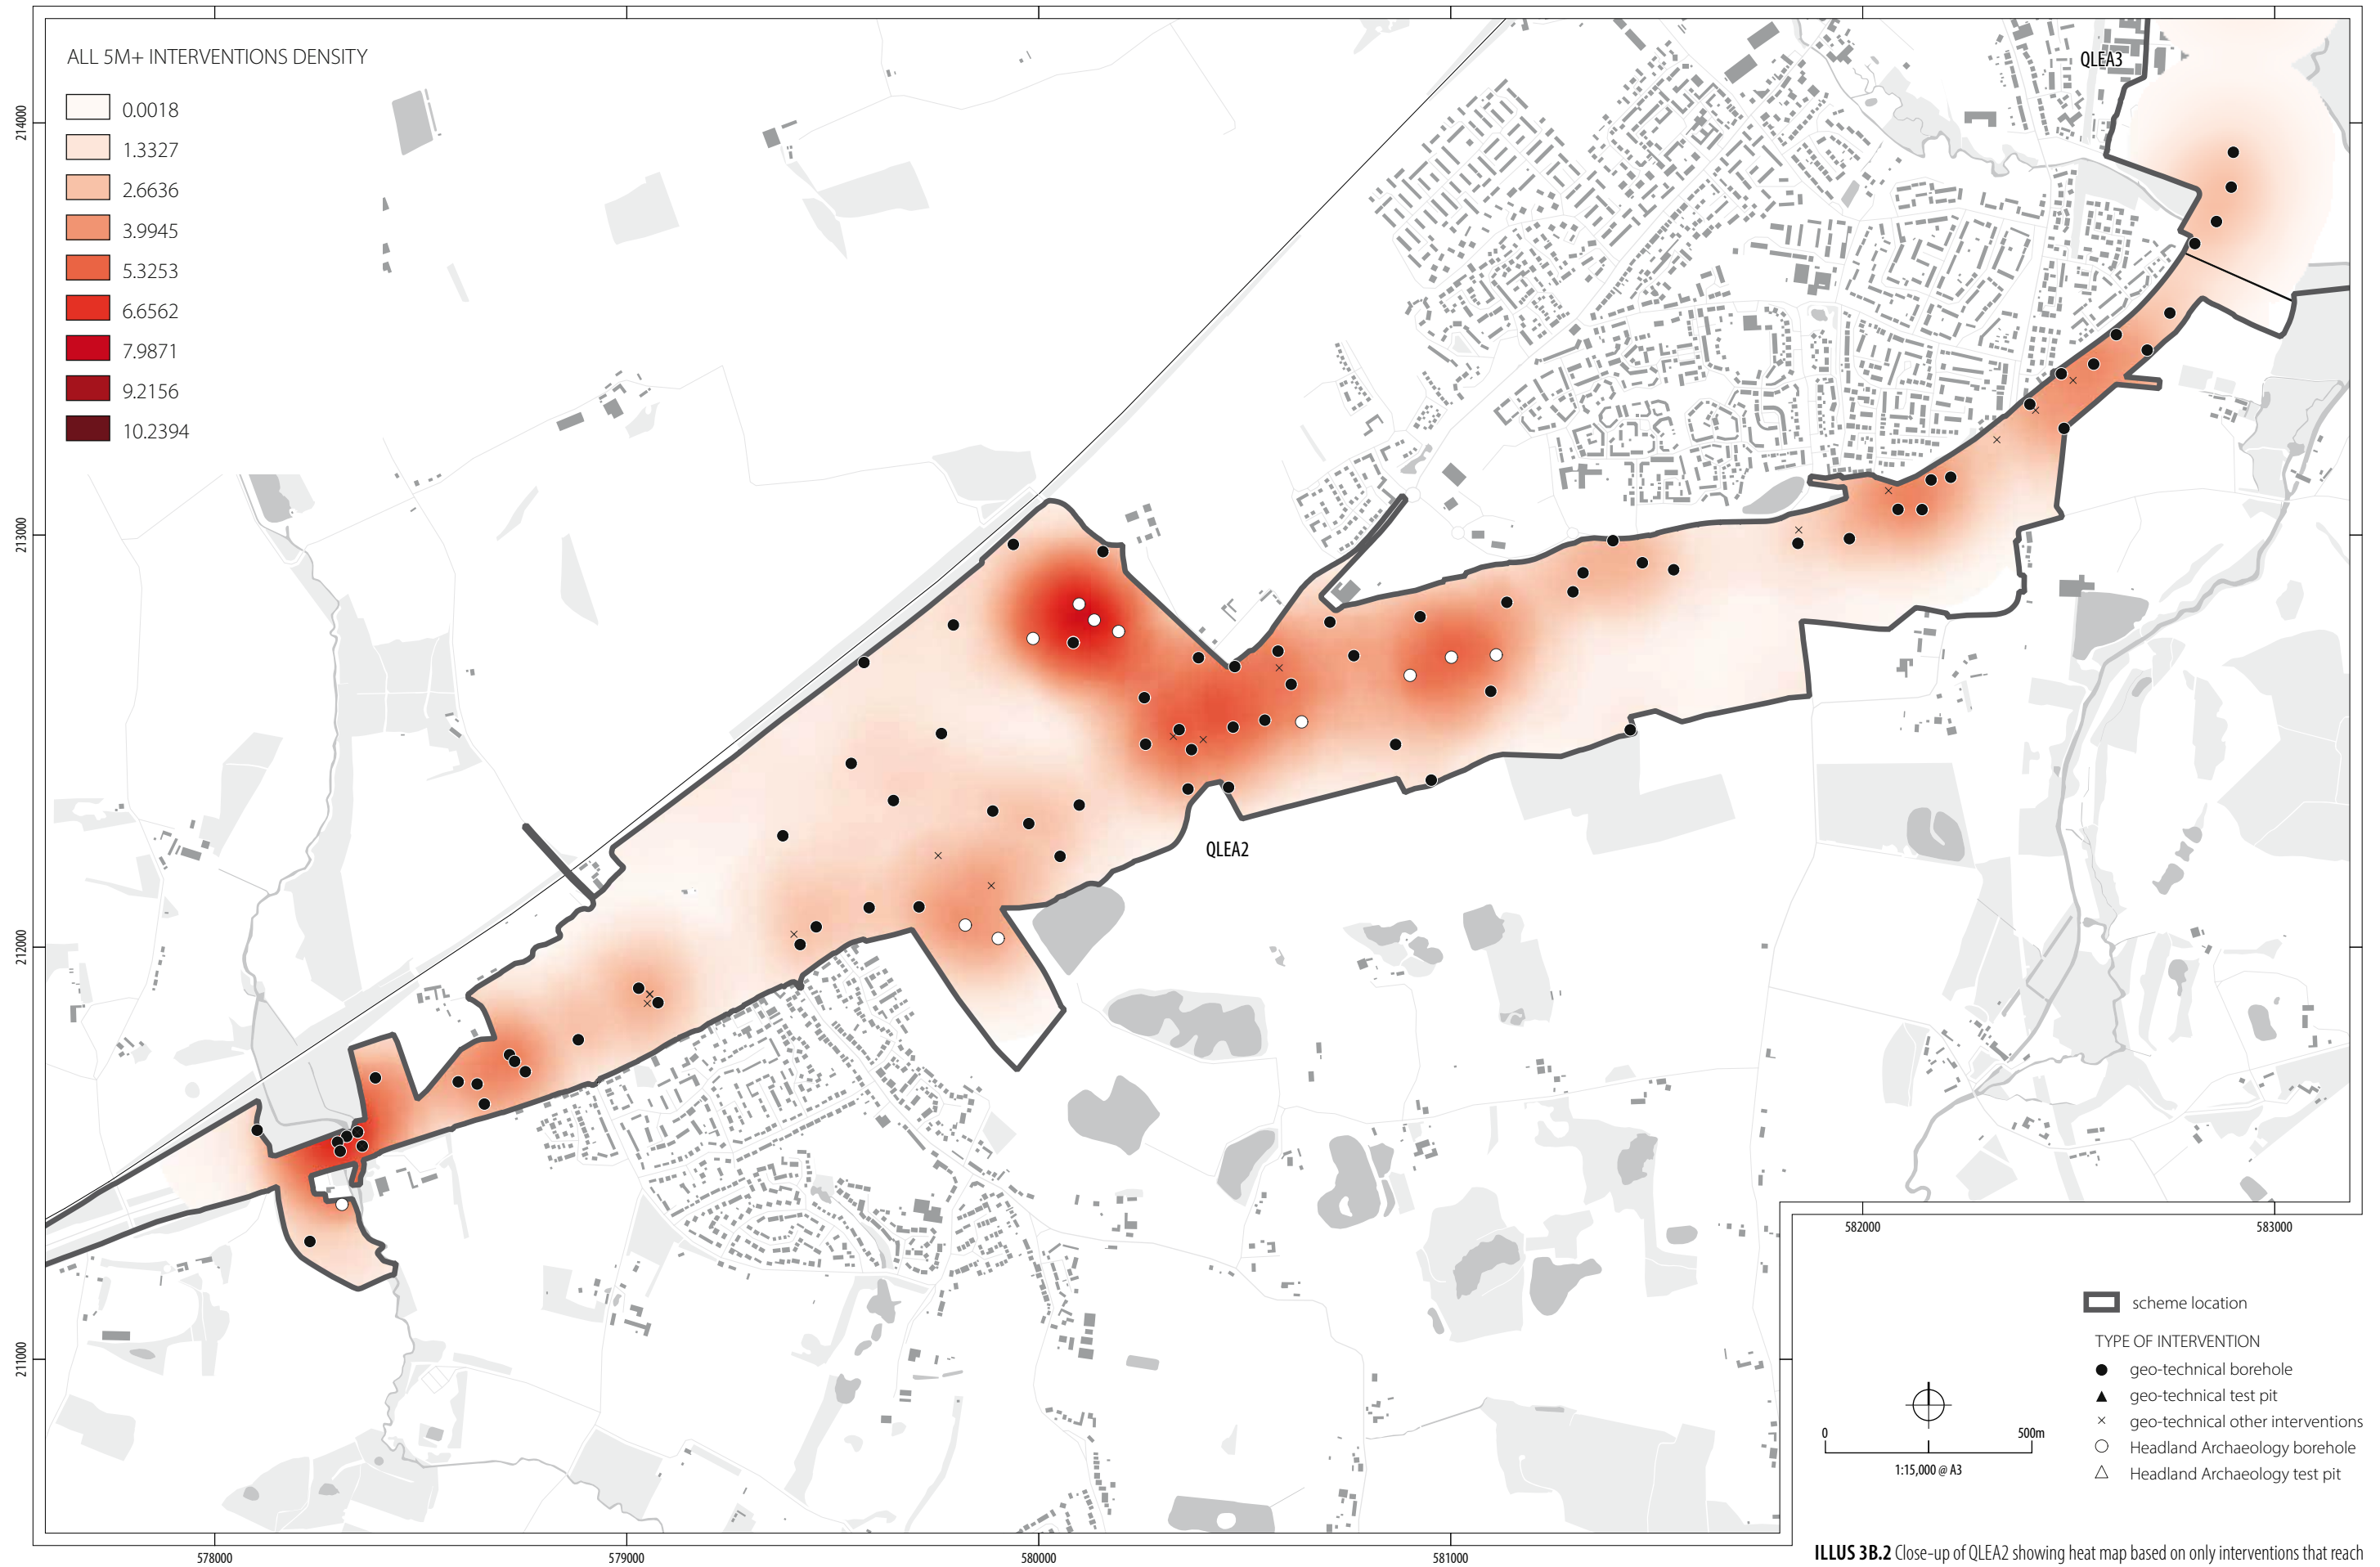 ALL 5M+ INTERVENTIONS DENSITY
0.0018
1.3327
2.6636
3.9945
5.3253
6.6562
7.9871
9.2156
10.2394
QLEA3
QLEA2
214000
213000
212000
211000
578000
579000
580000
581000
582000
583000
scheme location
TYPE OF INTERVENTION
geo-technical borehole
geo-technical test pit
geo-technical other interventions
Headland Archaeology borehole
Headland Archaeology test pit
0 500m
1:15,000 @ A3
ILLUS 3B.2 Close-up of QLEA2 showing heat map based on only interventions that reach